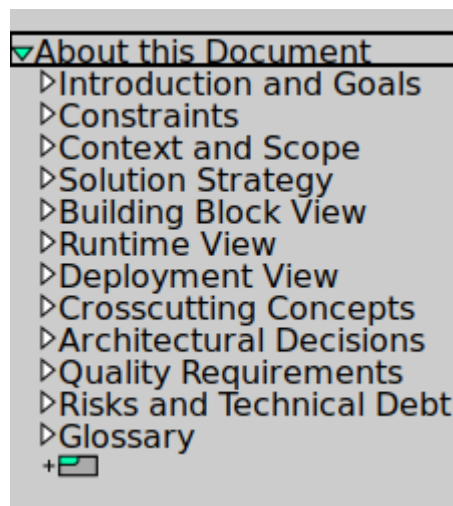 About this Document
Introduction and Goals
Constraints
Context and Scope
Solution Strategy
Building Block View
Runtime View
Deployment View
Crosscutting Concepts
Architectural Decisions
Quality Requirements
Risks and Technical Debt
Glossary
+